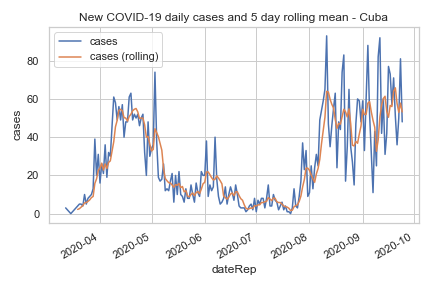 New COVID-19 daily cases and 5 day rolling mean - Cuba
cases
cases (rolling)
80
60
40
20
0
cases
2020-04
2020-05
2020-06
2020-07
2020-08
2020-09
2020-10
dateRep